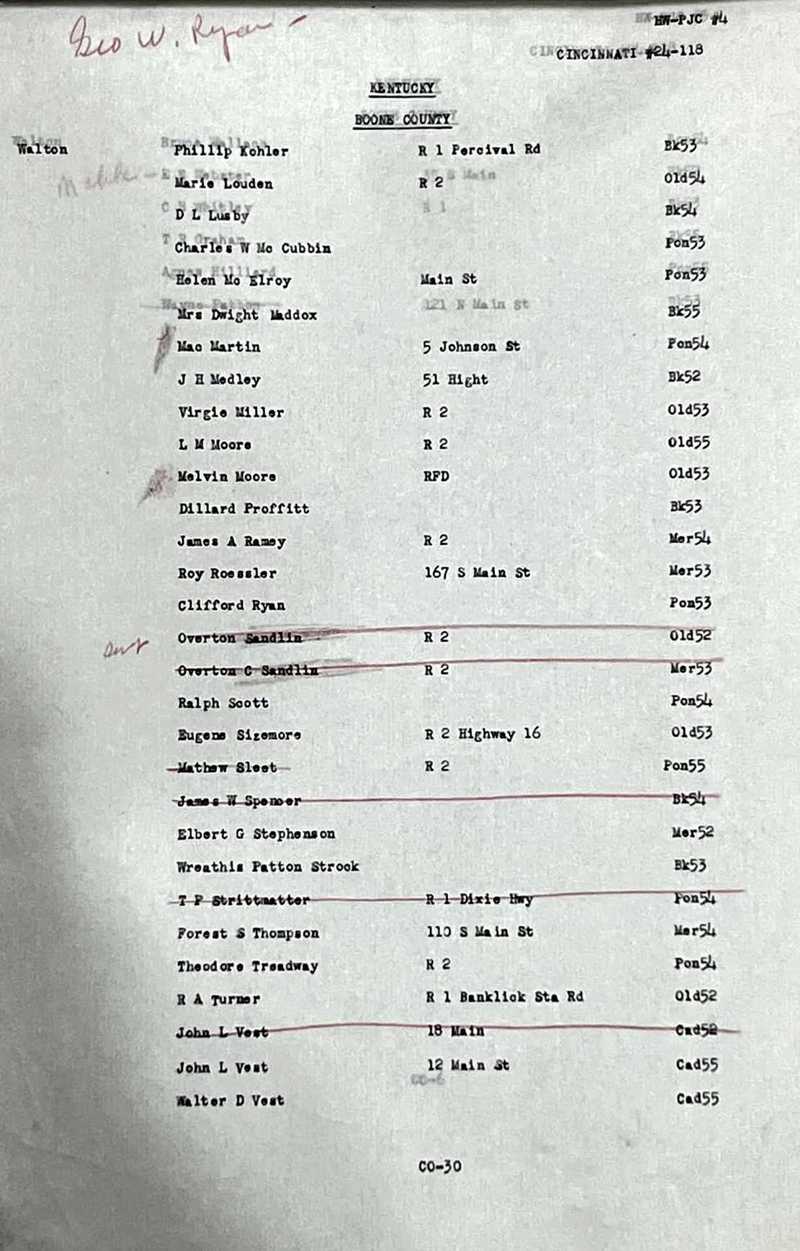 Geo W. Ryan -
HW-PJC #4
CINCINNATI #24-118
KENTUCKY
BOONE COUNTY
Walton Phillip Kohler R 1 Percival Rd Bk53
Marie Louden R 2 Old54
D L Lusby Bk54
Charles W Mc Cubbin Pon53
Helen Mc Elroy Main St Pon53
Mrs Dwight Maddox Bk55
Mac Martin 5 Johnson St Pon54
J H Medley 51 Hight Bk52
Virgie Miller R 2 Old53
L M Moore R 2 Old55
Melvin Moore RFD Old53
Dillard Proffitt Bk53
James A Ramey R 2 Mer54
Roy Roessler 167 S Main St Mer53
Clifford Ryan Pon53
Overton Sandlin R 2 Old52
Overton C Sandlin R 2 Mer53
Ralph Scott Pon54
Eugene Sizemore R 2 Highway 16 Old53
Mathew Sleet R 2 Pon55
James W Spencer Bk54
Elbert G Stephenson Mer52
Wreathis Patton Strock Bk53
T P Strittmatter R 1 Dixie Hwy Pon54
Forest S Thompson 110 S Main St Mer54
Theodore Treadway R 2 Pon54
R A Turner R 1 Banklick Sta Rd Old52
John L Vest 18 Main Cad52
John L Vest 12 Main St Cad55
Walter D Vest Cad55
CO-30